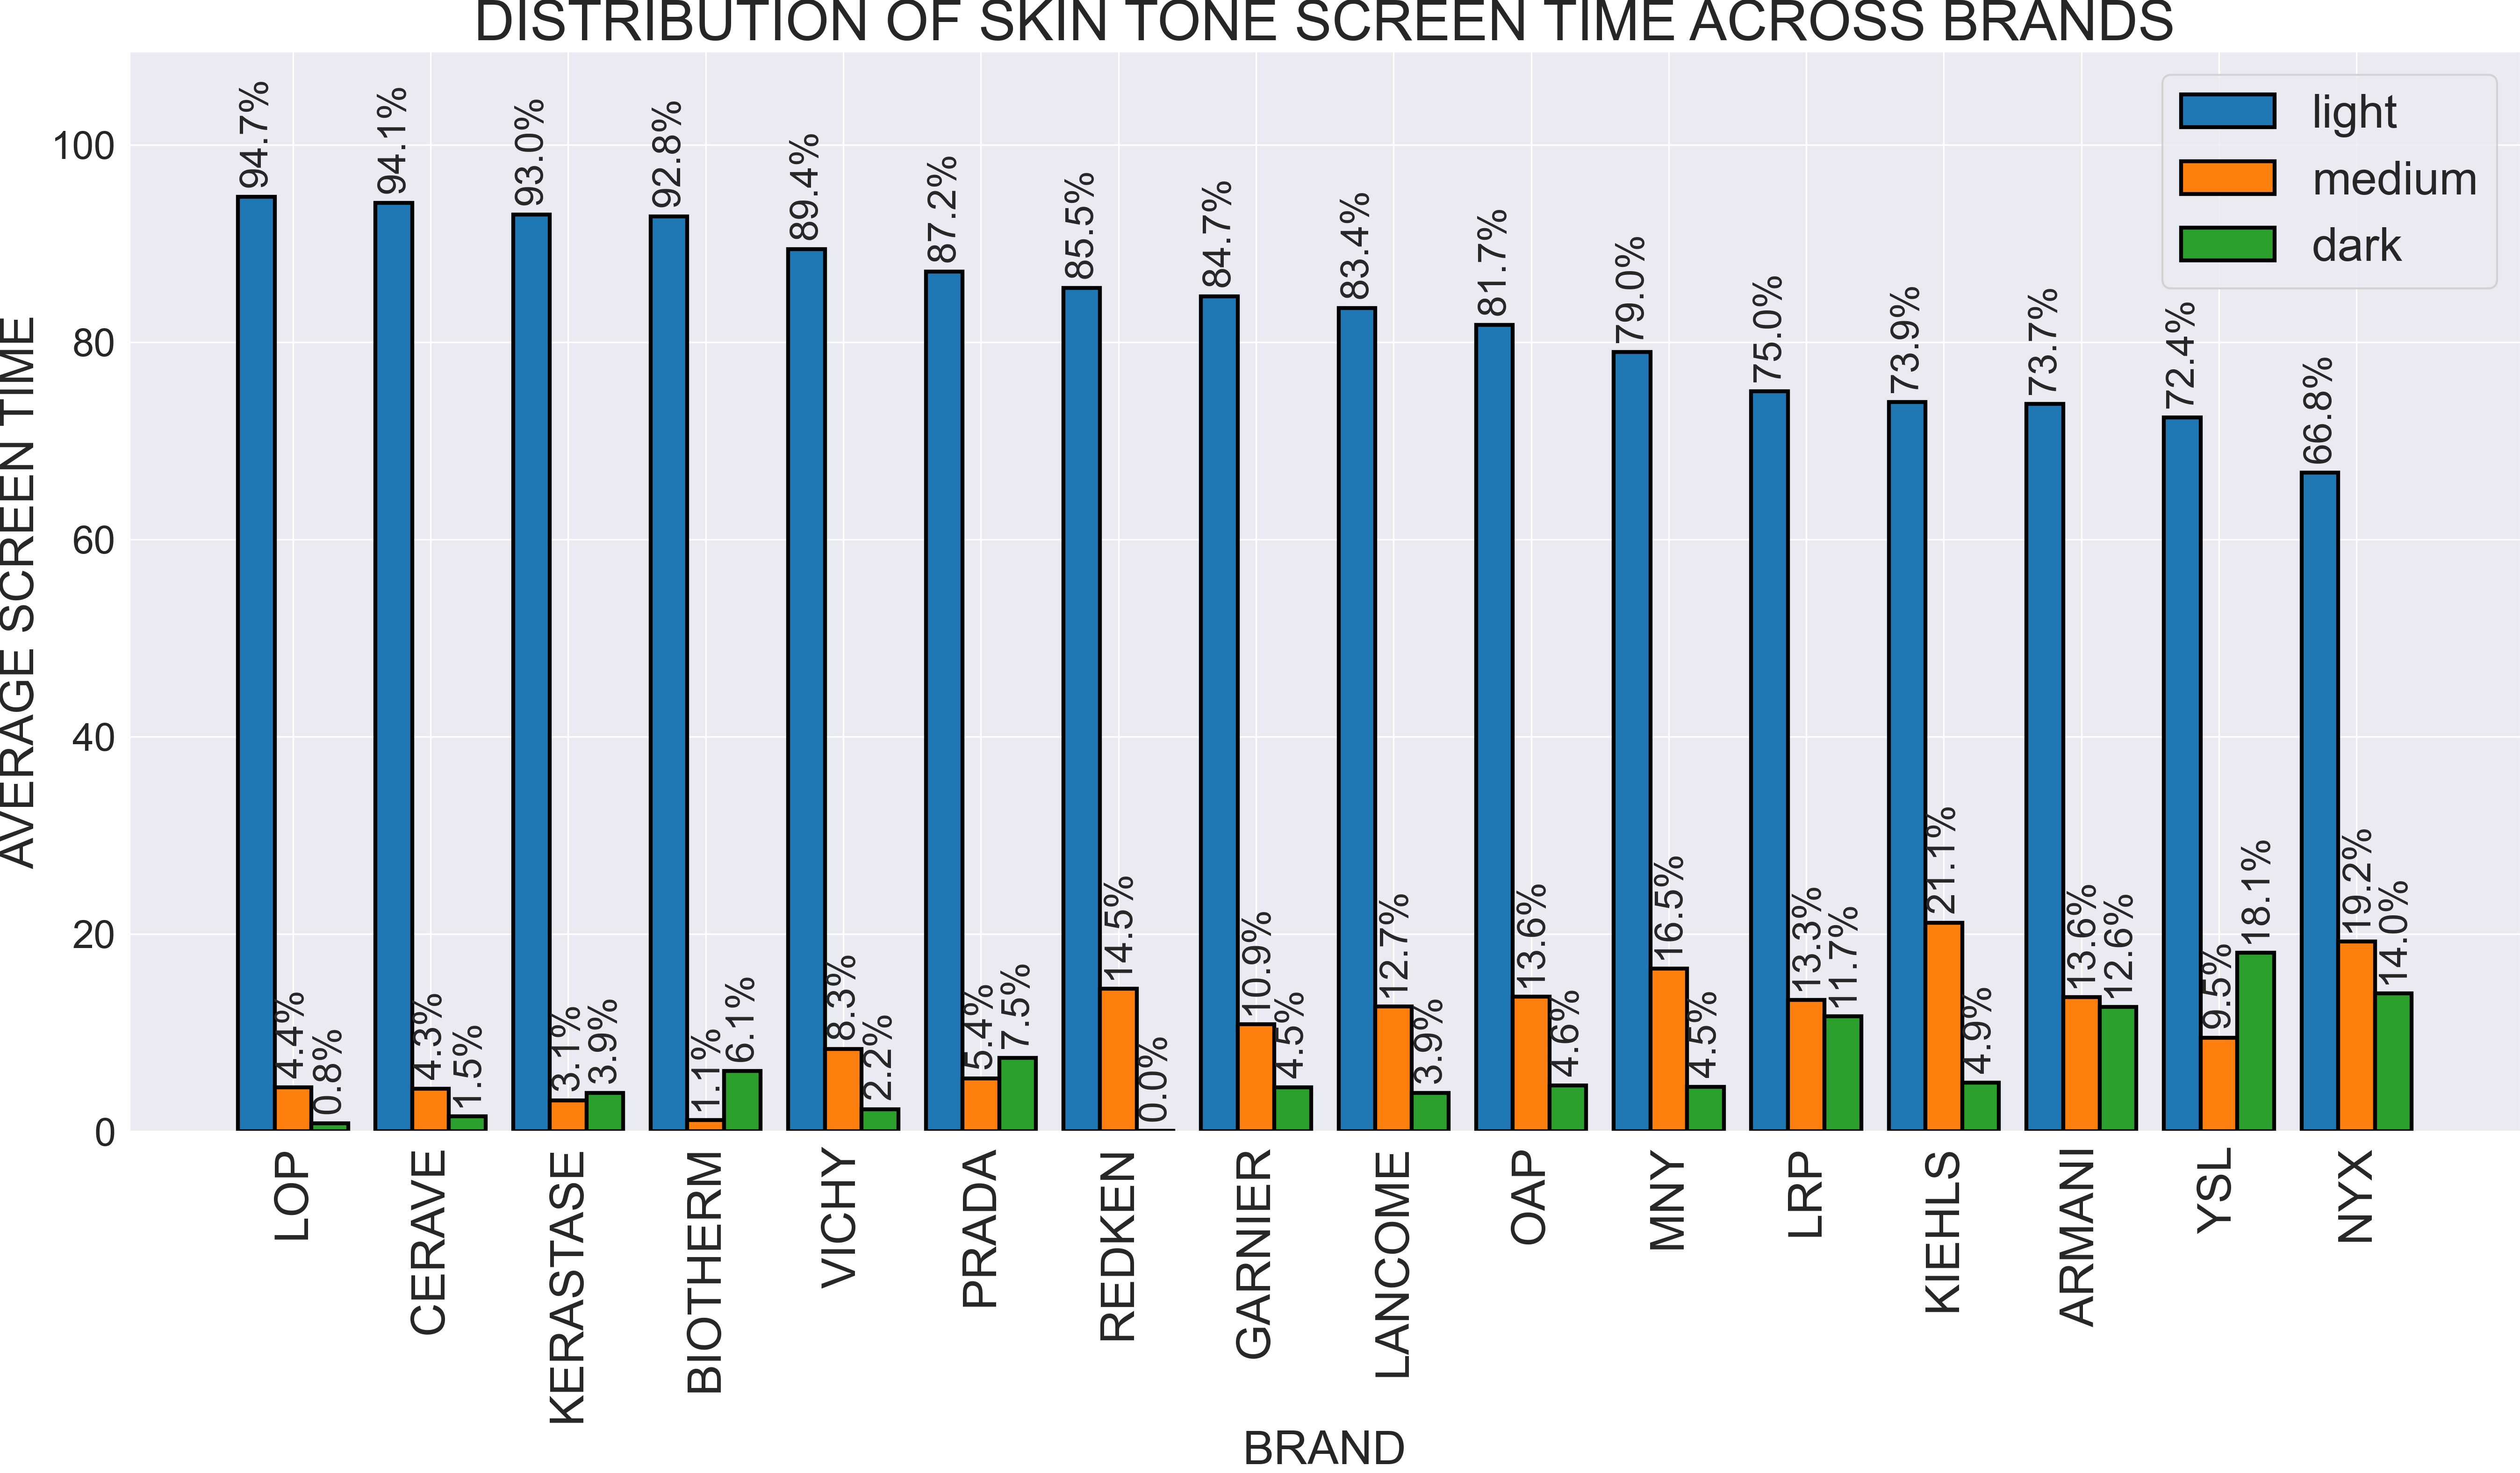 DISTRIBUTION OF SKIN TONE SCREEN TIME ACROSS BRANDS
AVERAGE SCREEN TIME
100
80
60
40
20
0
light
medium
dark
94.7%
4.4%
0.8%
94.1%
4.3%
1.5%
93.0%
3.1%
3.9%
92.8%
1.1%
6.1%
89.4%
8.3%
2.2%
87.2%
5.4%
7.5%
85.5%
14.5%
0.0%
84.7%
10.9%
4.5%
83.4%
12.7%
3.9%
81.7%
13.6%
4.6%
79.0%
16.5%
4.5%
75.0%
13.3%
11.7%
73.9%
21.1%
4.9%
73.7%
13.6%
12.6%
72.4%
9.5%
18.1%
66.8%
19.2%
14.0%
LOP
CERAVE
KERASTASE
BIOTHERM
VICHY
PRADA
REDKEN
GARNIER
LANCOME
OAP
MNY
LRP
KIEHLS
ARMANI
YSL
NYX
BRAND